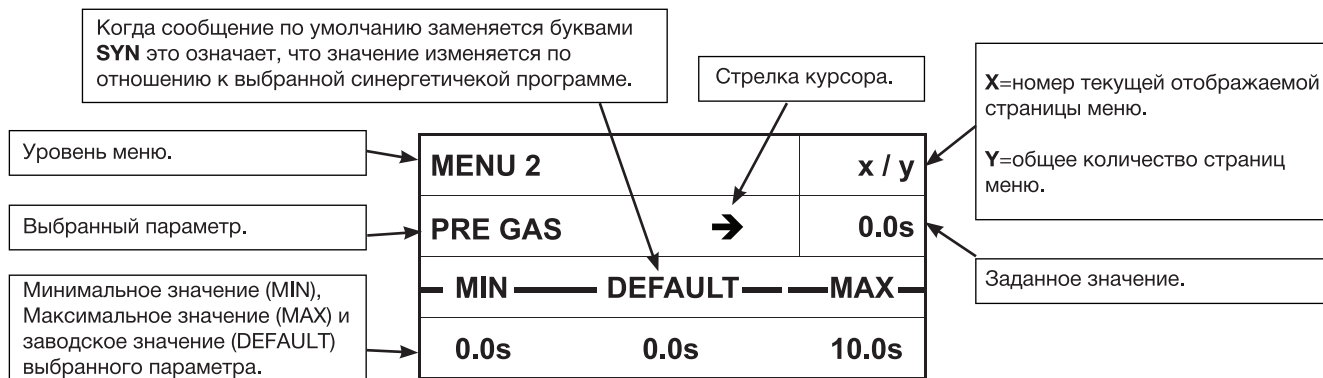 Когда сообщение по умолчанию заменяется буквами
SYN это означает, что значение изменяется по
отношению к выбранной синергетичекой программе.
Стрелка курсора.
X=номер текущей отображаемой
страницы меню.
Y=общее количество страниц
меню.
Уровень меню.
Выбранный параметр.
Минимальное значение (MIN),
Максимальное значение (MAX) и
заводское значение (DEFAULT)
выбранного параметра.
MENU 2 x / y
PRE GAS ➔ 0.0s
MIN DEFAULT MAX
0.0s 0.0s 10.0s
Заданное значение.